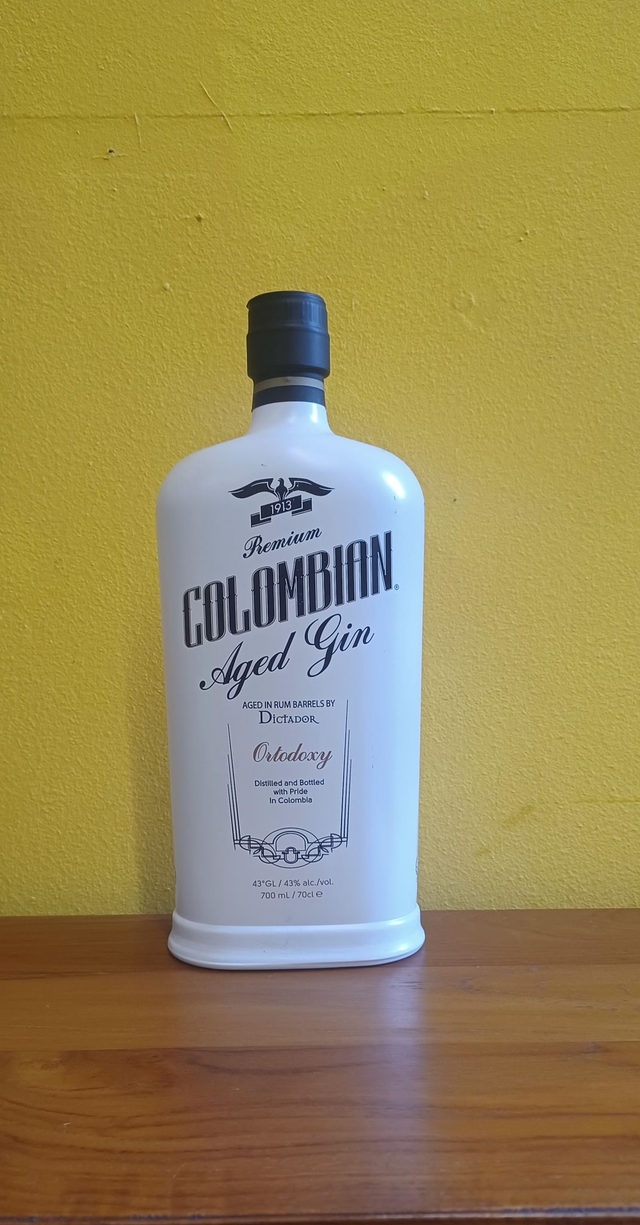 1913
Premium
COLOMBIAN®
Aged Gin
AGED IN RUM BARRELS BY
DICTADOR
Ortodoxy
Distilled and Bottled
with Pride
In Colombia
43°GL / 43% alc./vol.
700 mL / 70cl ℮